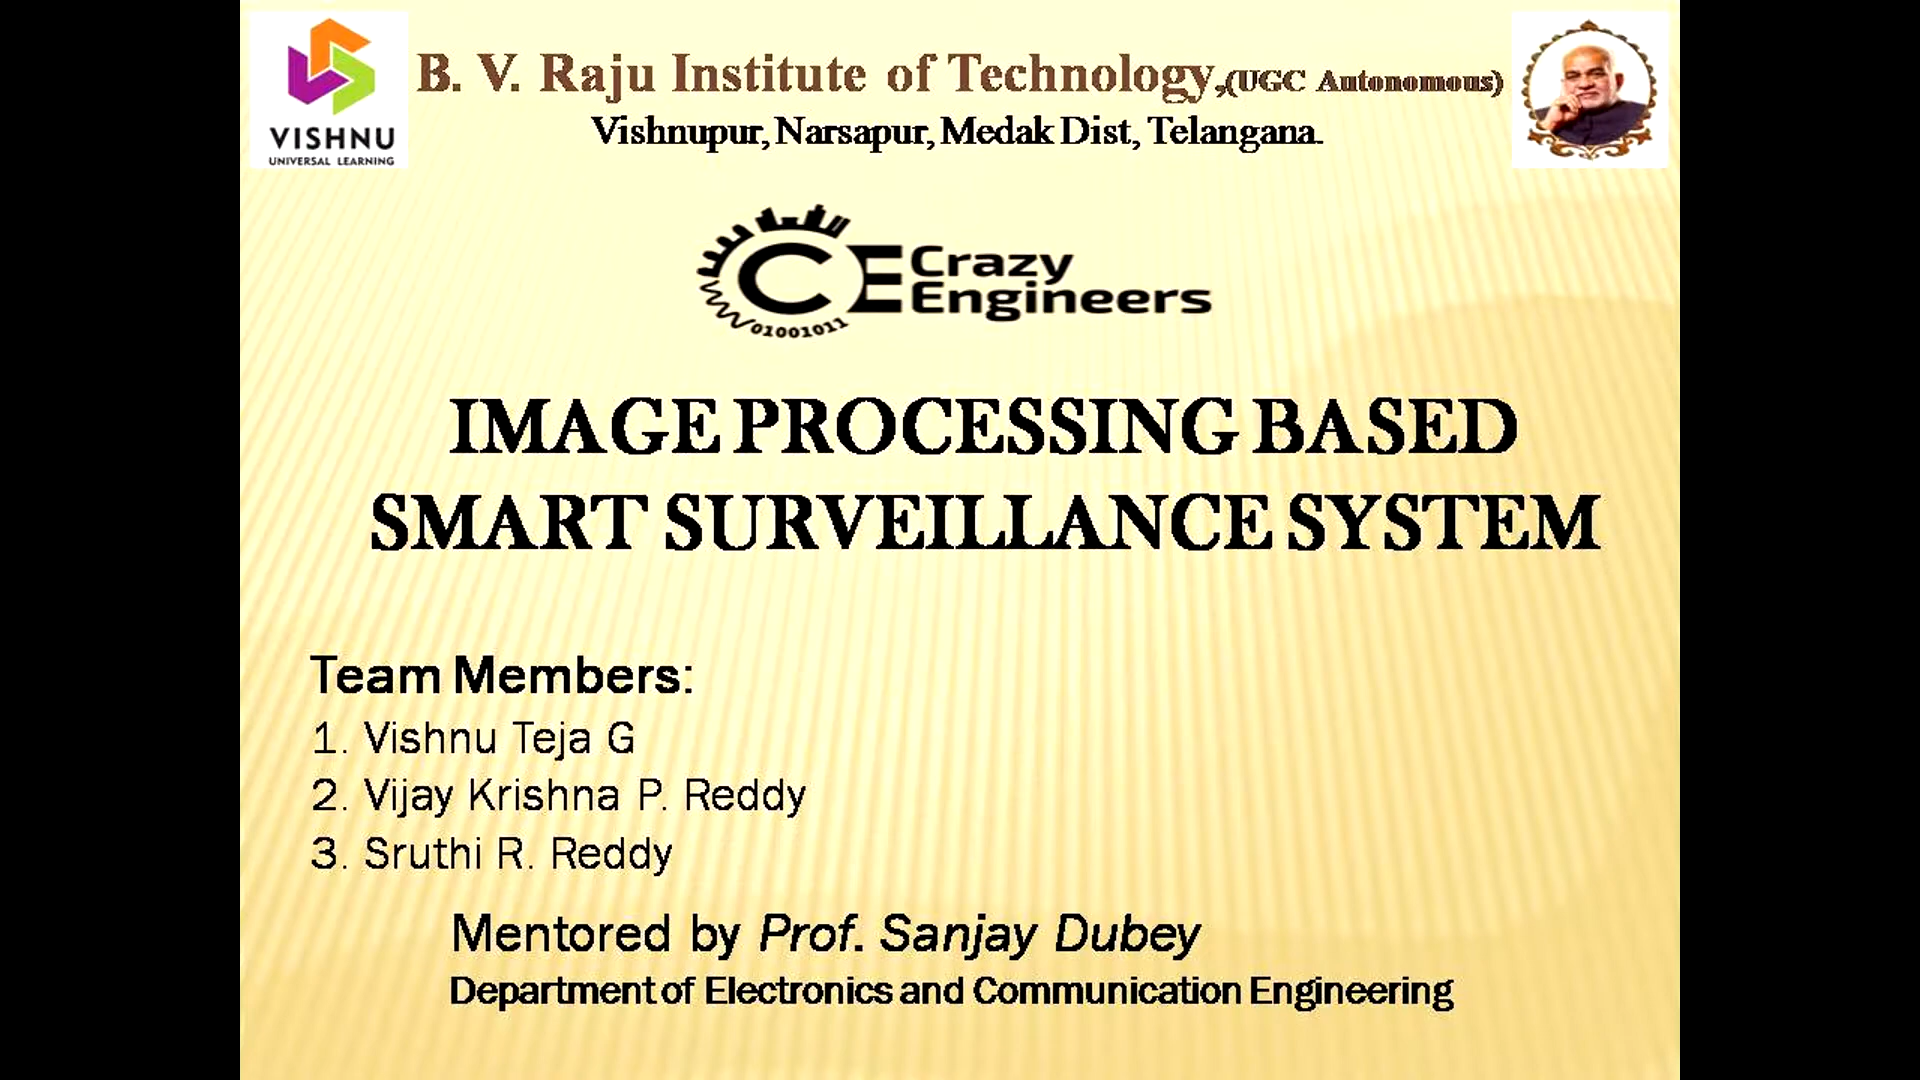 VISHNU
UNIVERSAL LEARNING
B. V. Raju Institute of Technology,(UGC Autonomous)
Vishnupur, Narsapur, Medak Dist, Telangana.
CE Crazy
Engineers
01001011
IMAGE PROCESSING BASED
SMART SURVEILLANCE SYSTEM
Team Members:
1. Vishnu Teja G
2. Vijay Krishna P. Reddy
3. Sruthi R. Reddy
Mentored by Prof. Sanjay Dubey
Department of Electronics and Communication Engineering